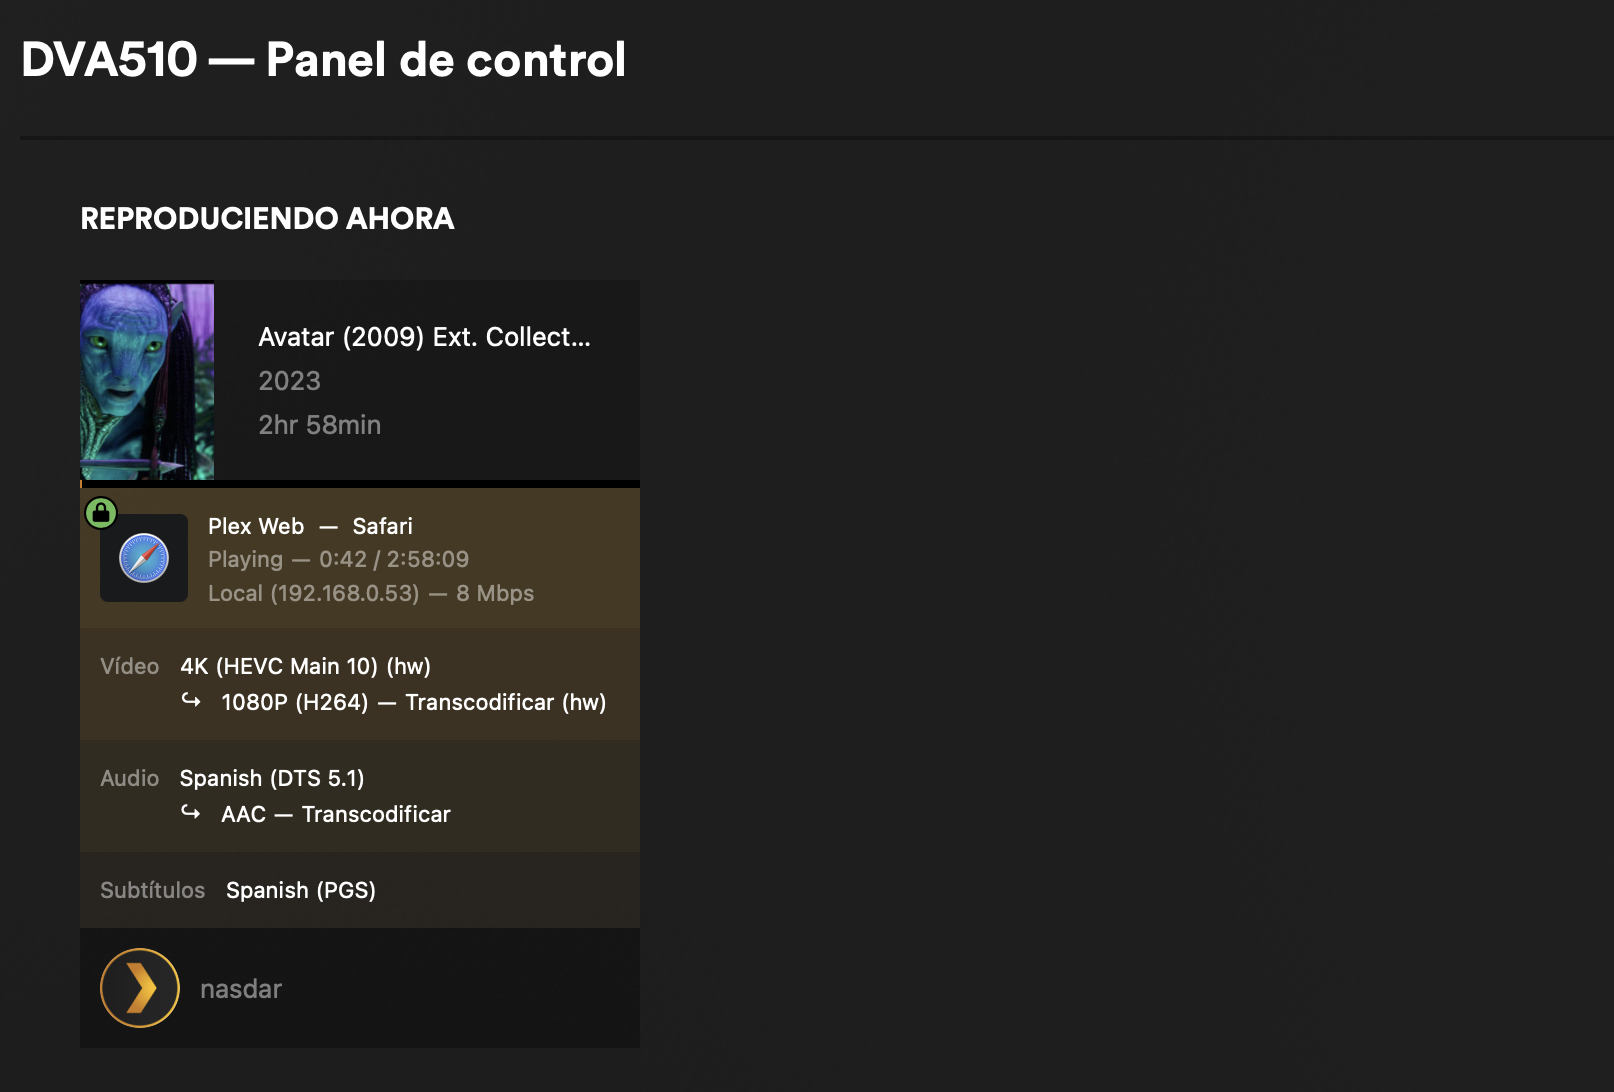 DVA510 — Panel de control
REPRODUCIENDO AHORA
Avatar (2009) Ext. Collect...
2023
2hr 58min
Plex Web — Safari
Playing — 0:42 / 2:58:09
Local (192.168.0.53) — 8 Mbps
Vídeo 4K (HEVC Main 10) (hw)
↪ 1080P (H264) — Transcodificar (hw)
Audio Spanish (DTS 5.1)
↪ AAC — Transcodificar
Subtítulos Spanish (PGS)
nasdar